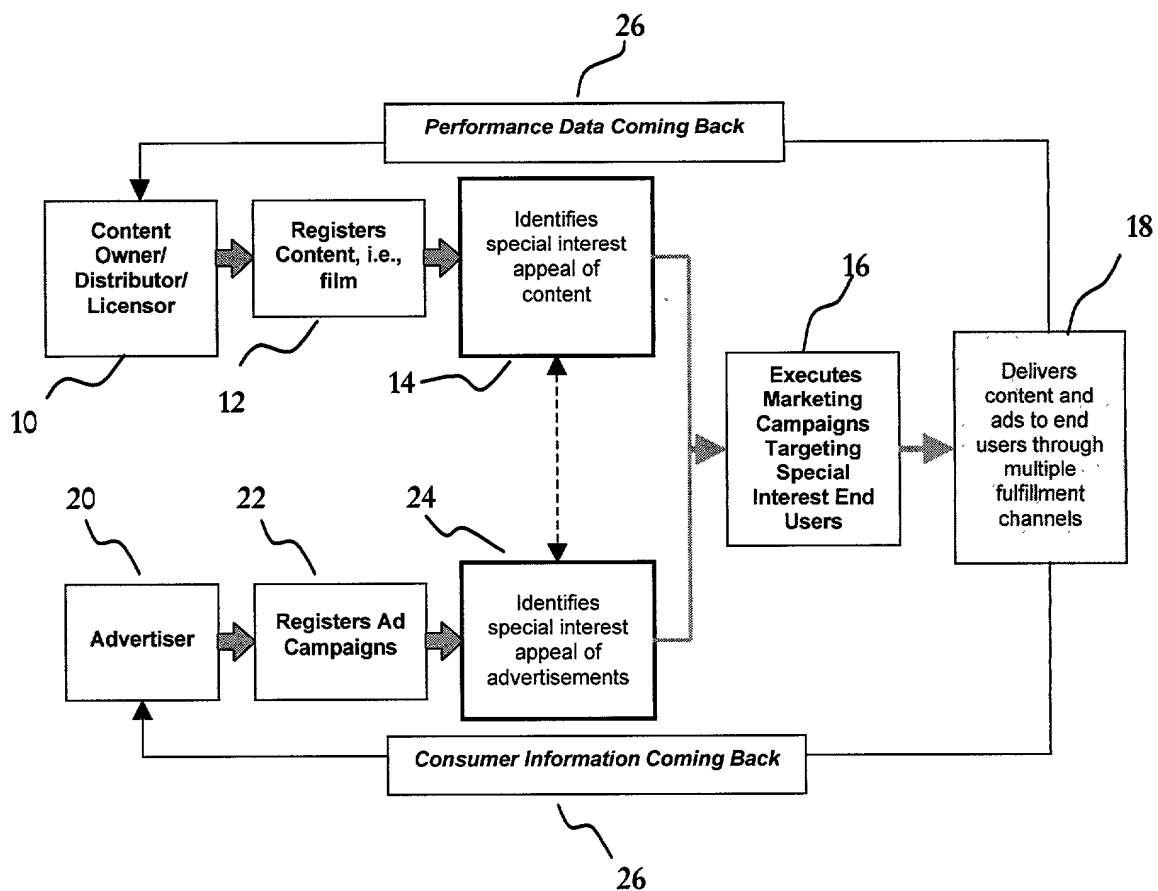 26
Performance Data Coming Back
Content
Owner/
Distributor/
Licensor
Registers
Content, i.e.,
film
Identifies
special interest
appeal of
content
18
16
10
12
14
Executes
Marketing
Campaigns
Targeting
Special
Interest End
Users
Delivers
content and
ads to end
users through
multiple
fulfillment
channels
20
22
24
Advertiser
Registers Ad
Campaigns
Identifies
special interest
appeal of
advertisements
Consumer Information Coming Back
26